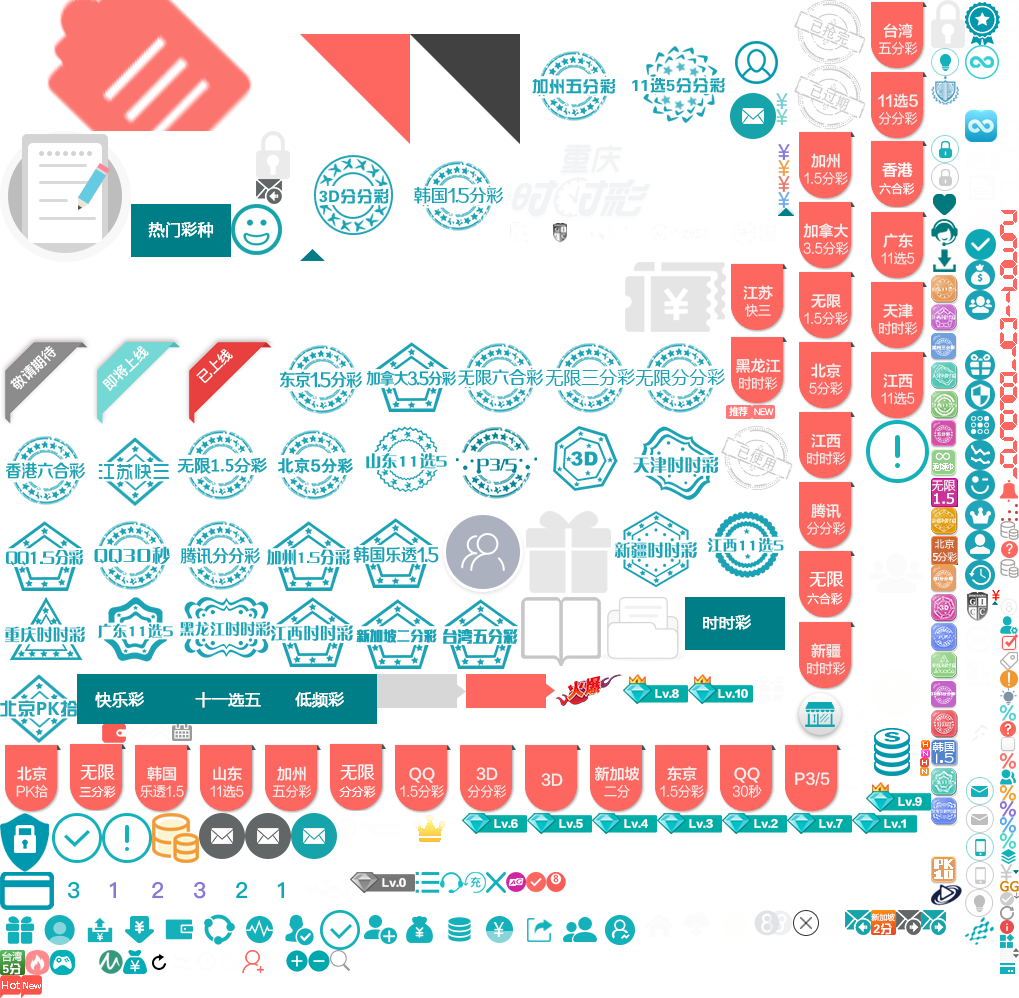 已抢完
台湾
五分彩
加州五分彩
11选5分分彩
已过期
11选5
分分彩
加州
1.5分彩
香港
六合彩
3D分分彩
韩国1.5分彩
重庆
时时彩
热门彩种
加拿大
3.5分彩
广东
11选5
江苏
快三
无限
1.5分彩
天津
时时彩
敬请期待
即将上线
已上线
东京1.5分彩
加拿大3.5分彩
无限六合彩
无限三分彩
无限分分彩
黑龙江
时时彩
北京
5分彩
江西
11选5
推荐 NEW
香港六合彩
江苏快三
无限1.5分彩
北京5分彩
山东11选5
P3/5
3D
天津时时彩
已使用
江西
时时彩
无限
1.5
QQ1.5分彩
QQ30秒
腾讯分分彩
加州1.5分彩
韩国乐透1.5
新疆时时彩
江西11选5
腾讯
分分彩
北京
5分彩
无限
六合彩
重庆时时彩
广东11选5
黑龙江时时彩
江西时时彩
新加坡二分彩
台湾五分彩
时时彩
新疆
时时彩
北京PK拾
快乐彩
十一选五
低频彩
火爆
Lv.8
Lv.10
韩国
1.5
北京
PK拾
无限
三分彩
韩国
乐透1.5
山东
11选5
加州
五分彩
无限
分分彩
QQ
1.5分彩
3D
分分彩
3D
新加坡
二分
东京
1.5分彩
QQ
30秒
P3/5
Lv.9
Lv.6
Lv.5
Lv.4
Lv.3
Lv.2
Lv.7
Lv.1
3
1
2
3
2
1
Lv.0
充
AG
8
PK
10
GG
新加坡
2分
台湾
5分
Hot
New